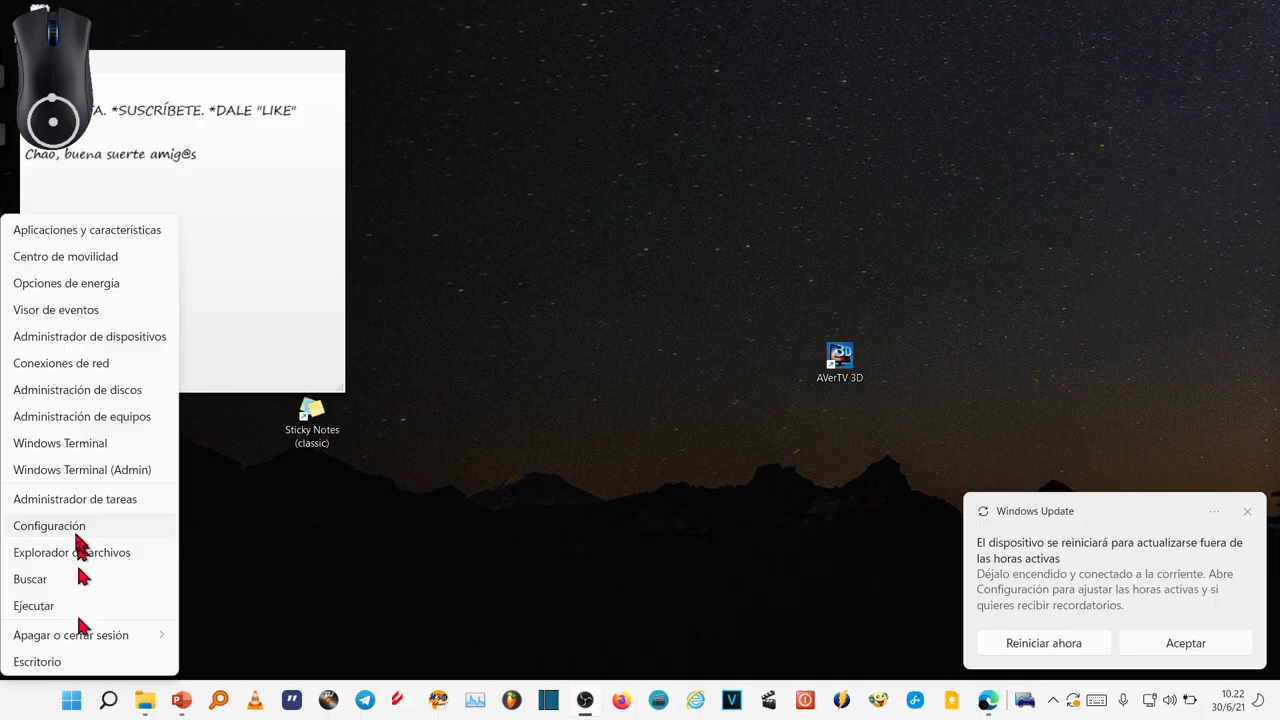 TA. *SUSCRÍBETE. *DALE "LIKE"
Chao, buena suerte amig@s
Aplicaciones y características
Centro de movilidad
Opciones de energía
Visor de eventos
Administrador de dispositivos
Conexiones de red
Administración de discos
Administración de equipos
Windows Terminal
Windows Terminal (Admin)
Administrador de tareas
Configuración
Explorador de archivos
Buscar
Ejecutar
Apagar o cerrar sesión
Escritorio
Sticky Notes
(classic)
3D
AVerTV 3D
Windows Update
El dispositivo se reiniciará para actualizarse fuera de
las horas activas
Déjalo encendido y conectado a la corriente. Abre
Configuración para ajustar las horas activas y si
quieres recibir recordatorios.
Reiniciar ahora
Aceptar
10.22
30/6/21